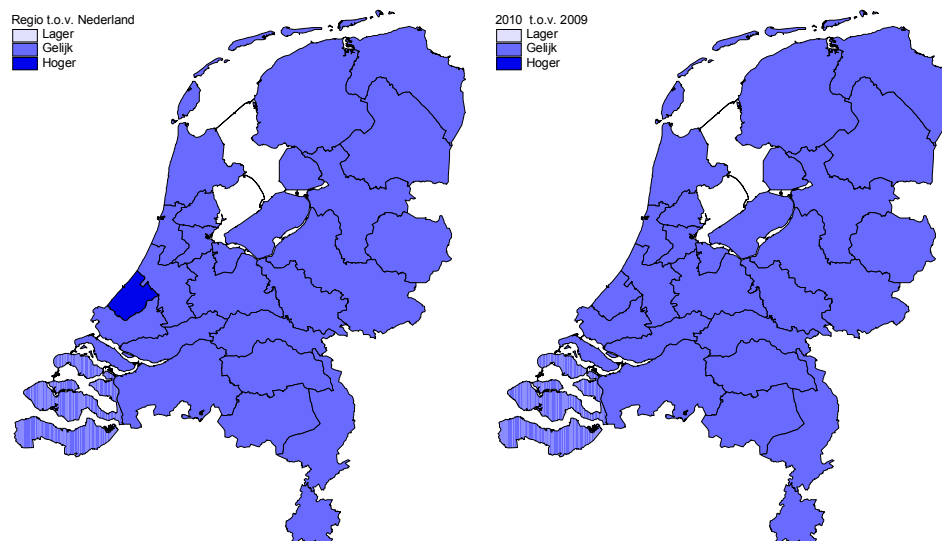 Regio t.o.v. Nederland
Lager
Gelijk
Hoger
2010 t.o.v. 2009
Lager
Gelijk
Hoger